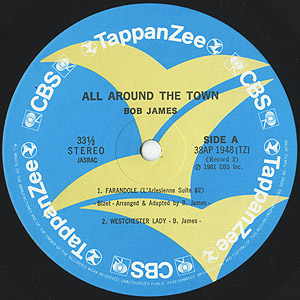 TappanZee
CBS
ALL AROUND THE TOWN
BOB JAMES
33⅓
STEREO
JASRAC
SIDE A
38AP 1948 (TZ)
(Record 2)
℗ 1981 CBS Inc.
1. FARANDOLE (L'Arlesienne Suite #2)
- Bizet - Arranged & Adapted by B. James -
2. WESTCHESTER LADY - B. James -
CBS
TappanZee
TappanZee
CBS